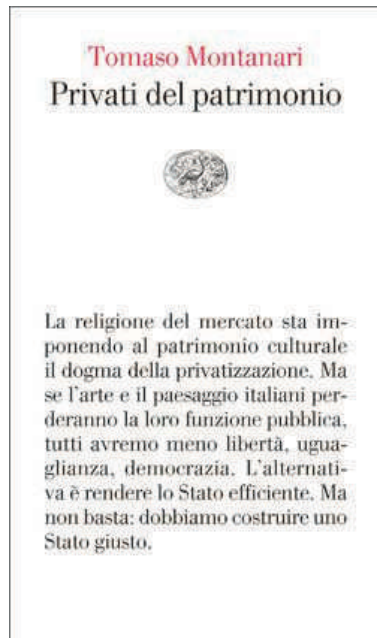 Tomaso Montanari
Privati del patrimonio
La religione del mercato sta im-
ponendo al patrimonio culturale
il dogma della privatizzazione. Ma
se l'arte e il paesaggio italiani per-
deranno la loro funzione pubblica,
tutti avremo meno libertà, ugua-
glianza, democrazia. L'alternati-
va è rendere lo Stato efficiente. Ma
non basta: dobbiamo costruire uno
Stato giusto.